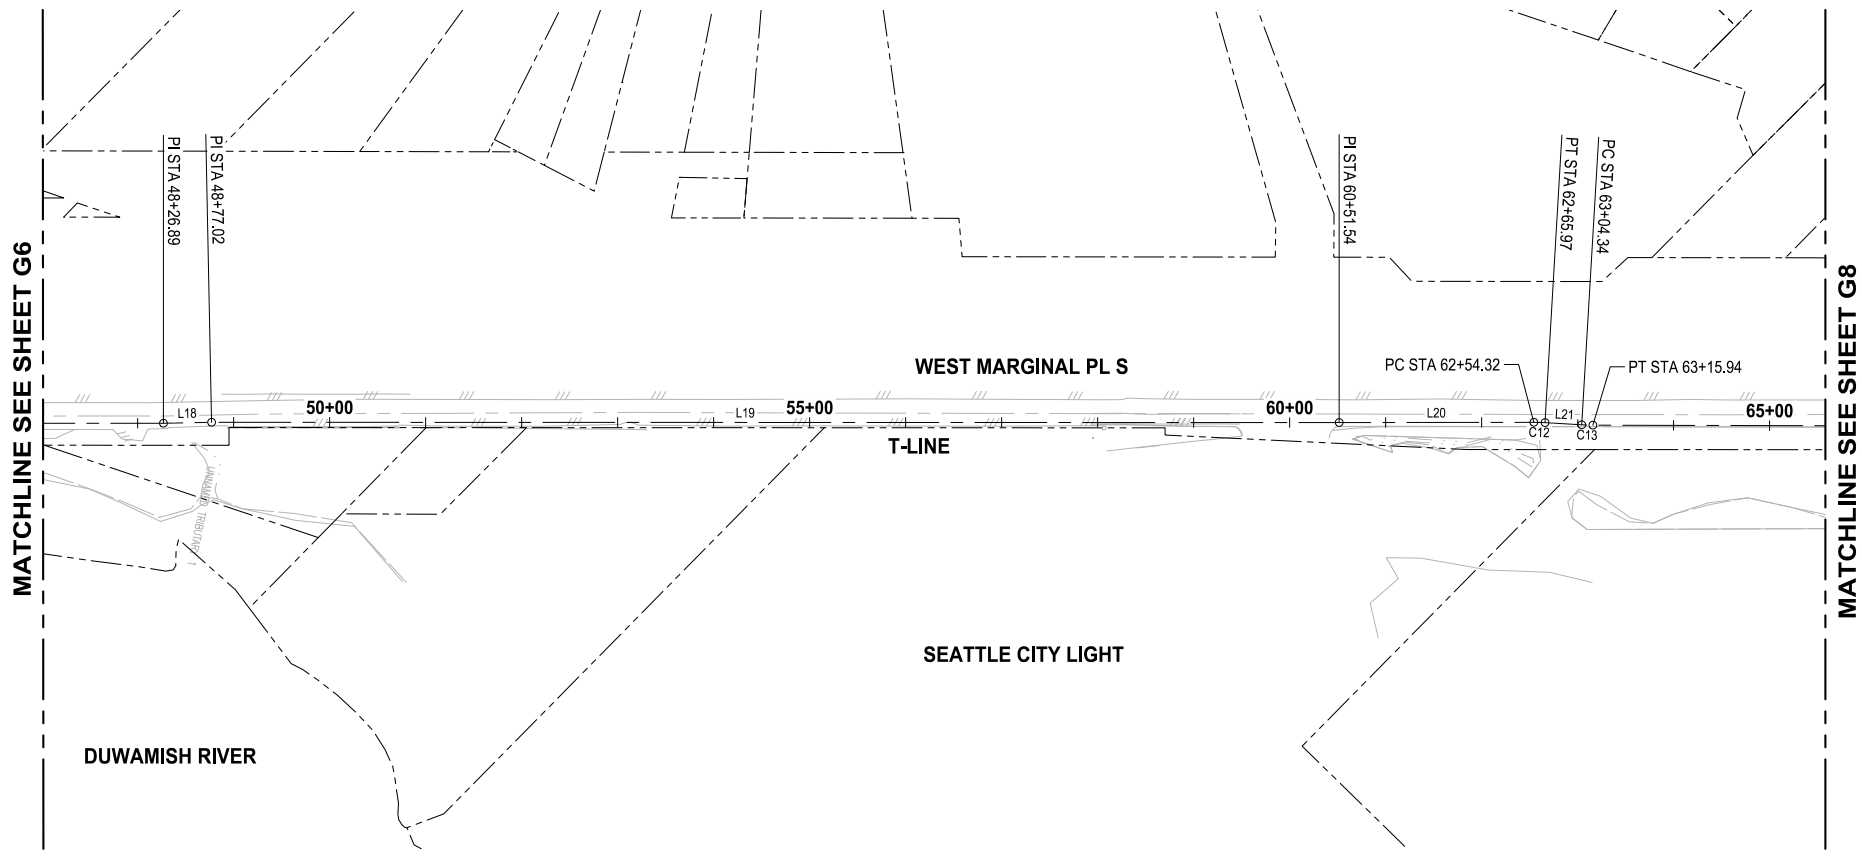 MATCHLINE SEE SHEET G6
PI STA 48+26.89
PI STA 48+77.02
PI STA 60+51.54
PT STA 62+65.97
PC STA 63+04.34
MATCHLINE SEE SHEET G8
WEST MARGINAL PL S
PC STA 62+54.32
PT STA 63+15.94
L18
50+00
L19
55+00
60+00
L20
L21
65+00
C12
C13
T-LINE
UNNAMED TRIBUTARY
SEATTLE CITY LIGHT
DUWAMISH RIVER